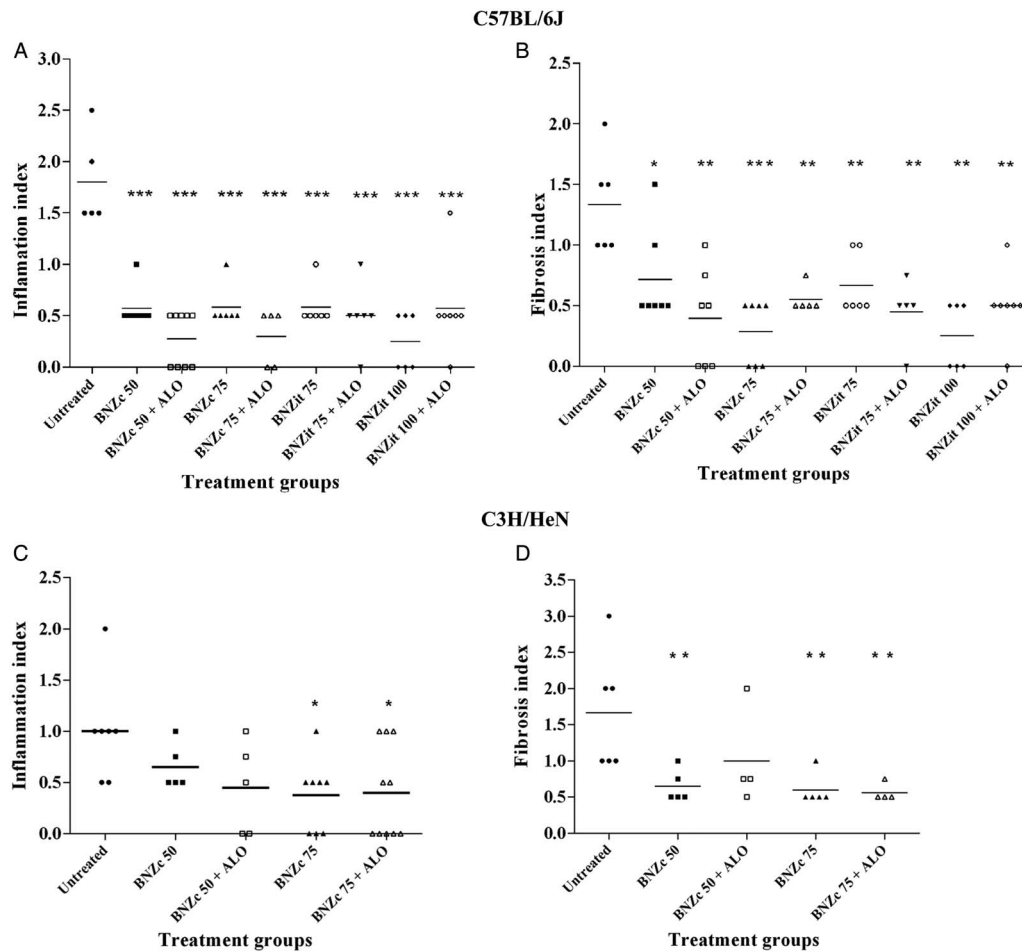 C57BL/6J
A
Inflamation index
3.0
2.5
2.0
1.5
1.0
0.5
0.0
*** *** *** *** *** *** *** ***
Untreated
BNZc 50
BNZc 50 + ALO
BNZc 75
BNZc 75 + ALO
BNZit 75
BNZit 75 + ALO
BNZit 100
BNZit 100 + ALO
Treatment groups
B
Fibrosis index
2.5
2.0
1.5
1.0
0.5
0.0
* ** *** ** ** ** ** **
Untreated
BNZc 50
BNZc 50 + ALO
BNZc 75
BNZc 75 + ALO
BNZit 75
BNZit 75 + ALO
BNZit 100
BNZit 100 + ALO
Treatment groups
C3H/HeN
C
Inflammation index
2.5
2.0
1.5
1.0
0.5
0.0
* *
Untreated
BNZc 50
BNZc 50 + ALO
BNZc 75
BNZc 75 + ALO
Treatment groups
D
Fibrosis index
3.5
3.0
2.5
2.0
1.5
1.0
0.5
0.0
** ** **
Untreated
BNZc 50
BNZc 50 + ALO
BNZc 75
BNZc 75 + ALO
Treatment groups